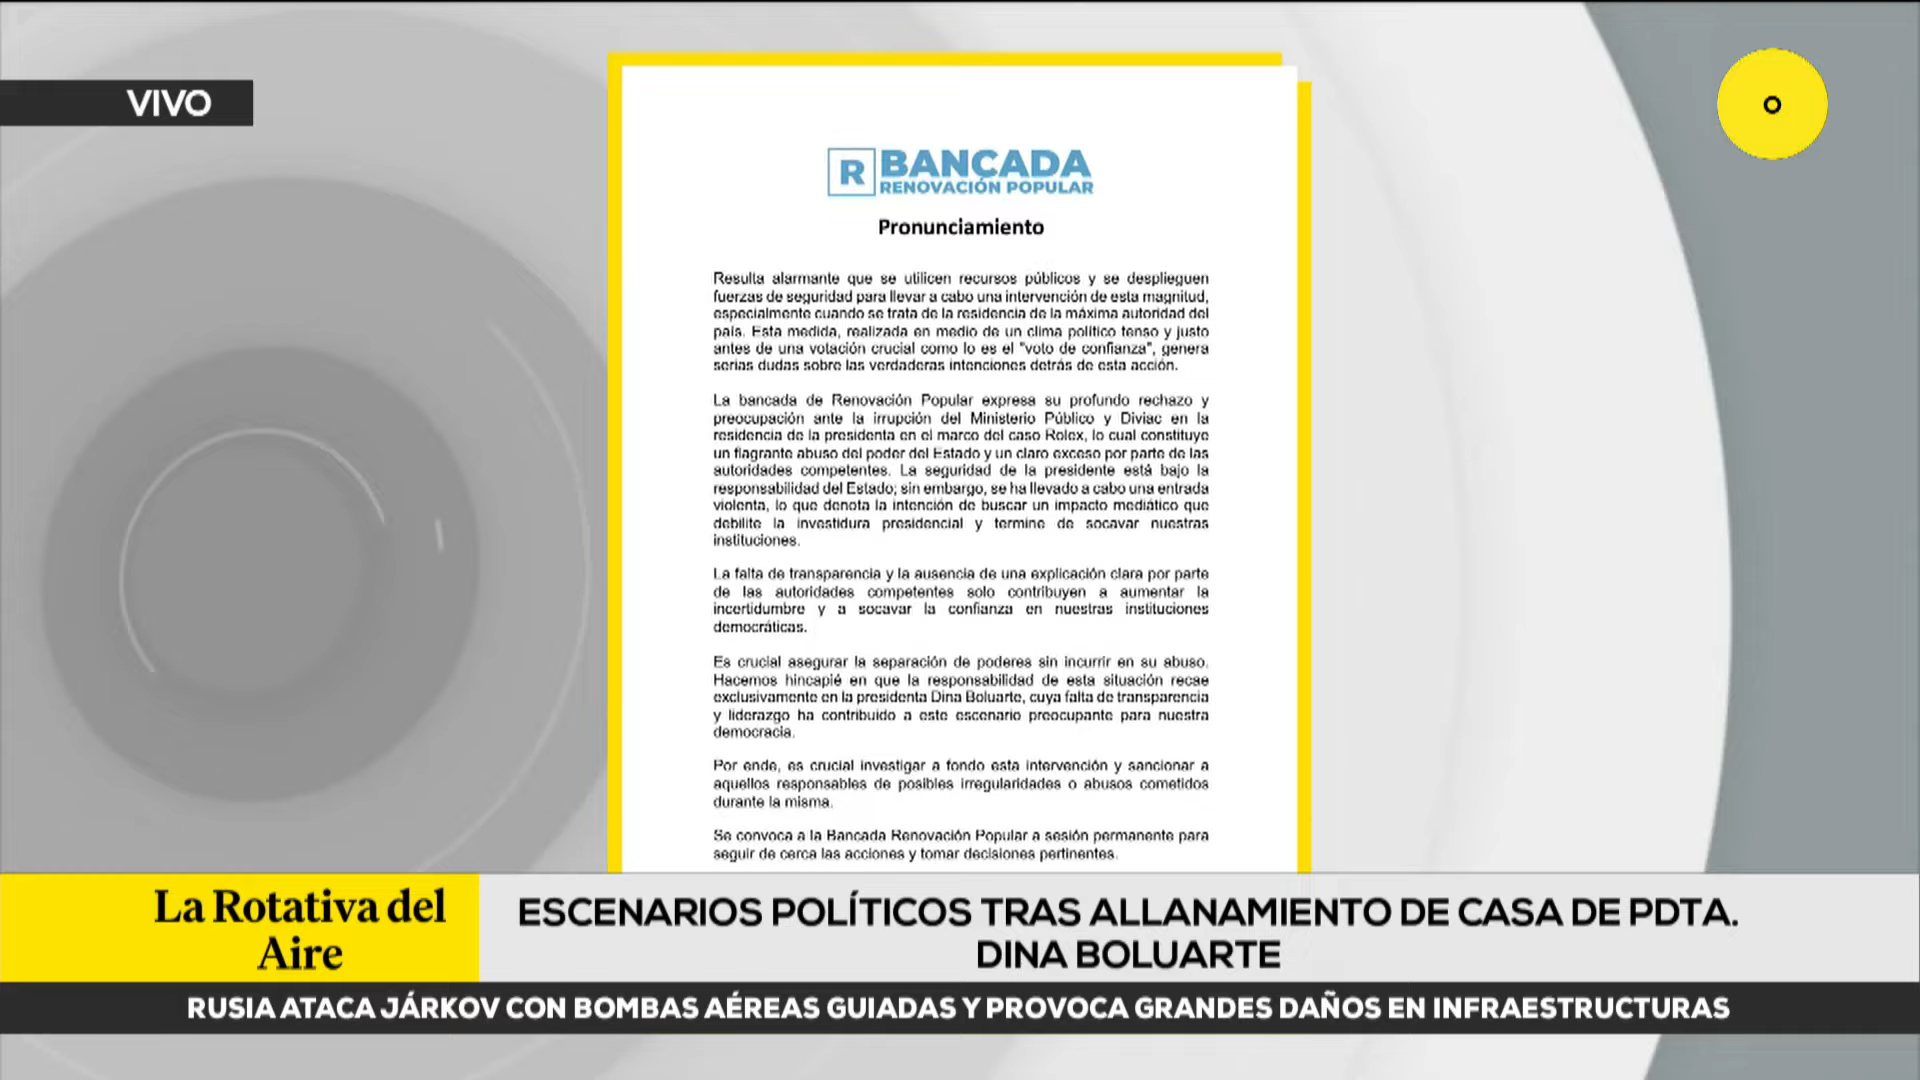 VIVO
R BANCADA
RENOVACIÓN POPULAR
Pronunciamiento
Resulta alarmante que se utilicen recursos públicos y se desplieguen
fuerzas de seguridad para llevar a cabo una intervención de esta magnitud,
especialmente cuando se trata de la residencia de la máxima autoridad del
país. Esta medida, realizada en medio de un clima político tenso y justo
antes de una votación crucial como lo es el "voto de confianza", genera
serias dudas sobre las verdaderas intenciones detrás de esta acción.
La bancada de Renovación Popular expresa su profundo rechazo y
preocupación ante la irrupción del Ministerio Público y Diviac en la
residencia de la presidenta en el marco del caso Rolex, lo cual constituye
un flagrante abuso del poder del Estado y un claro exceso por parte de las
autoridades competentes. La seguridad de la presidente está bajo la
responsabilidad del Estado; sin embargo, se ha llevado a cabo una entrada
violenta, lo que denota la intención de buscar un impacto mediático que
debilite la investidura presidencial y termine de socavar nuestras
instituciones.
La falta de transparencia y la ausencia de una explicación clara por parte
de las autoridades competentes solo contribuyen a aumentar la
incertidumbre y a socavar la confianza en nuestras instituciones
democráticas.
Es crucial asegurar la separación de poderes sin incurrir en su abuso.
Hacemos hincapié en que la responsabilidad de esta situación recae
exclusivamente en la presidenta Dina Boluarte, cuya falta de transparencia
y liderazgo ha contribuido a este escenario preocupante para nuestra
democracia.
Por ende, es crucial investigar a fondo esta intervención y sancionar a
aquellos responsables de posibles irregularidades o abusos cometidos
durante la misma.
Se convoca a la Bancada Renovación Popular a sesión permanente para
seguir de cerca las acciones y tomar decisiones pertinentes.
La Rotativa del
Aire
ESCENARIOS POLÍTICOS TRAS ALLANAMIENTO DE CASA DE PDTA.
DINA BOLUARTE
RUSIA ATACA JÁRKOV CON BOMBAS AÉREAS GUIADAS Y PROVOCA GRANDES DAÑOS EN INFRAESTRUCTURAS